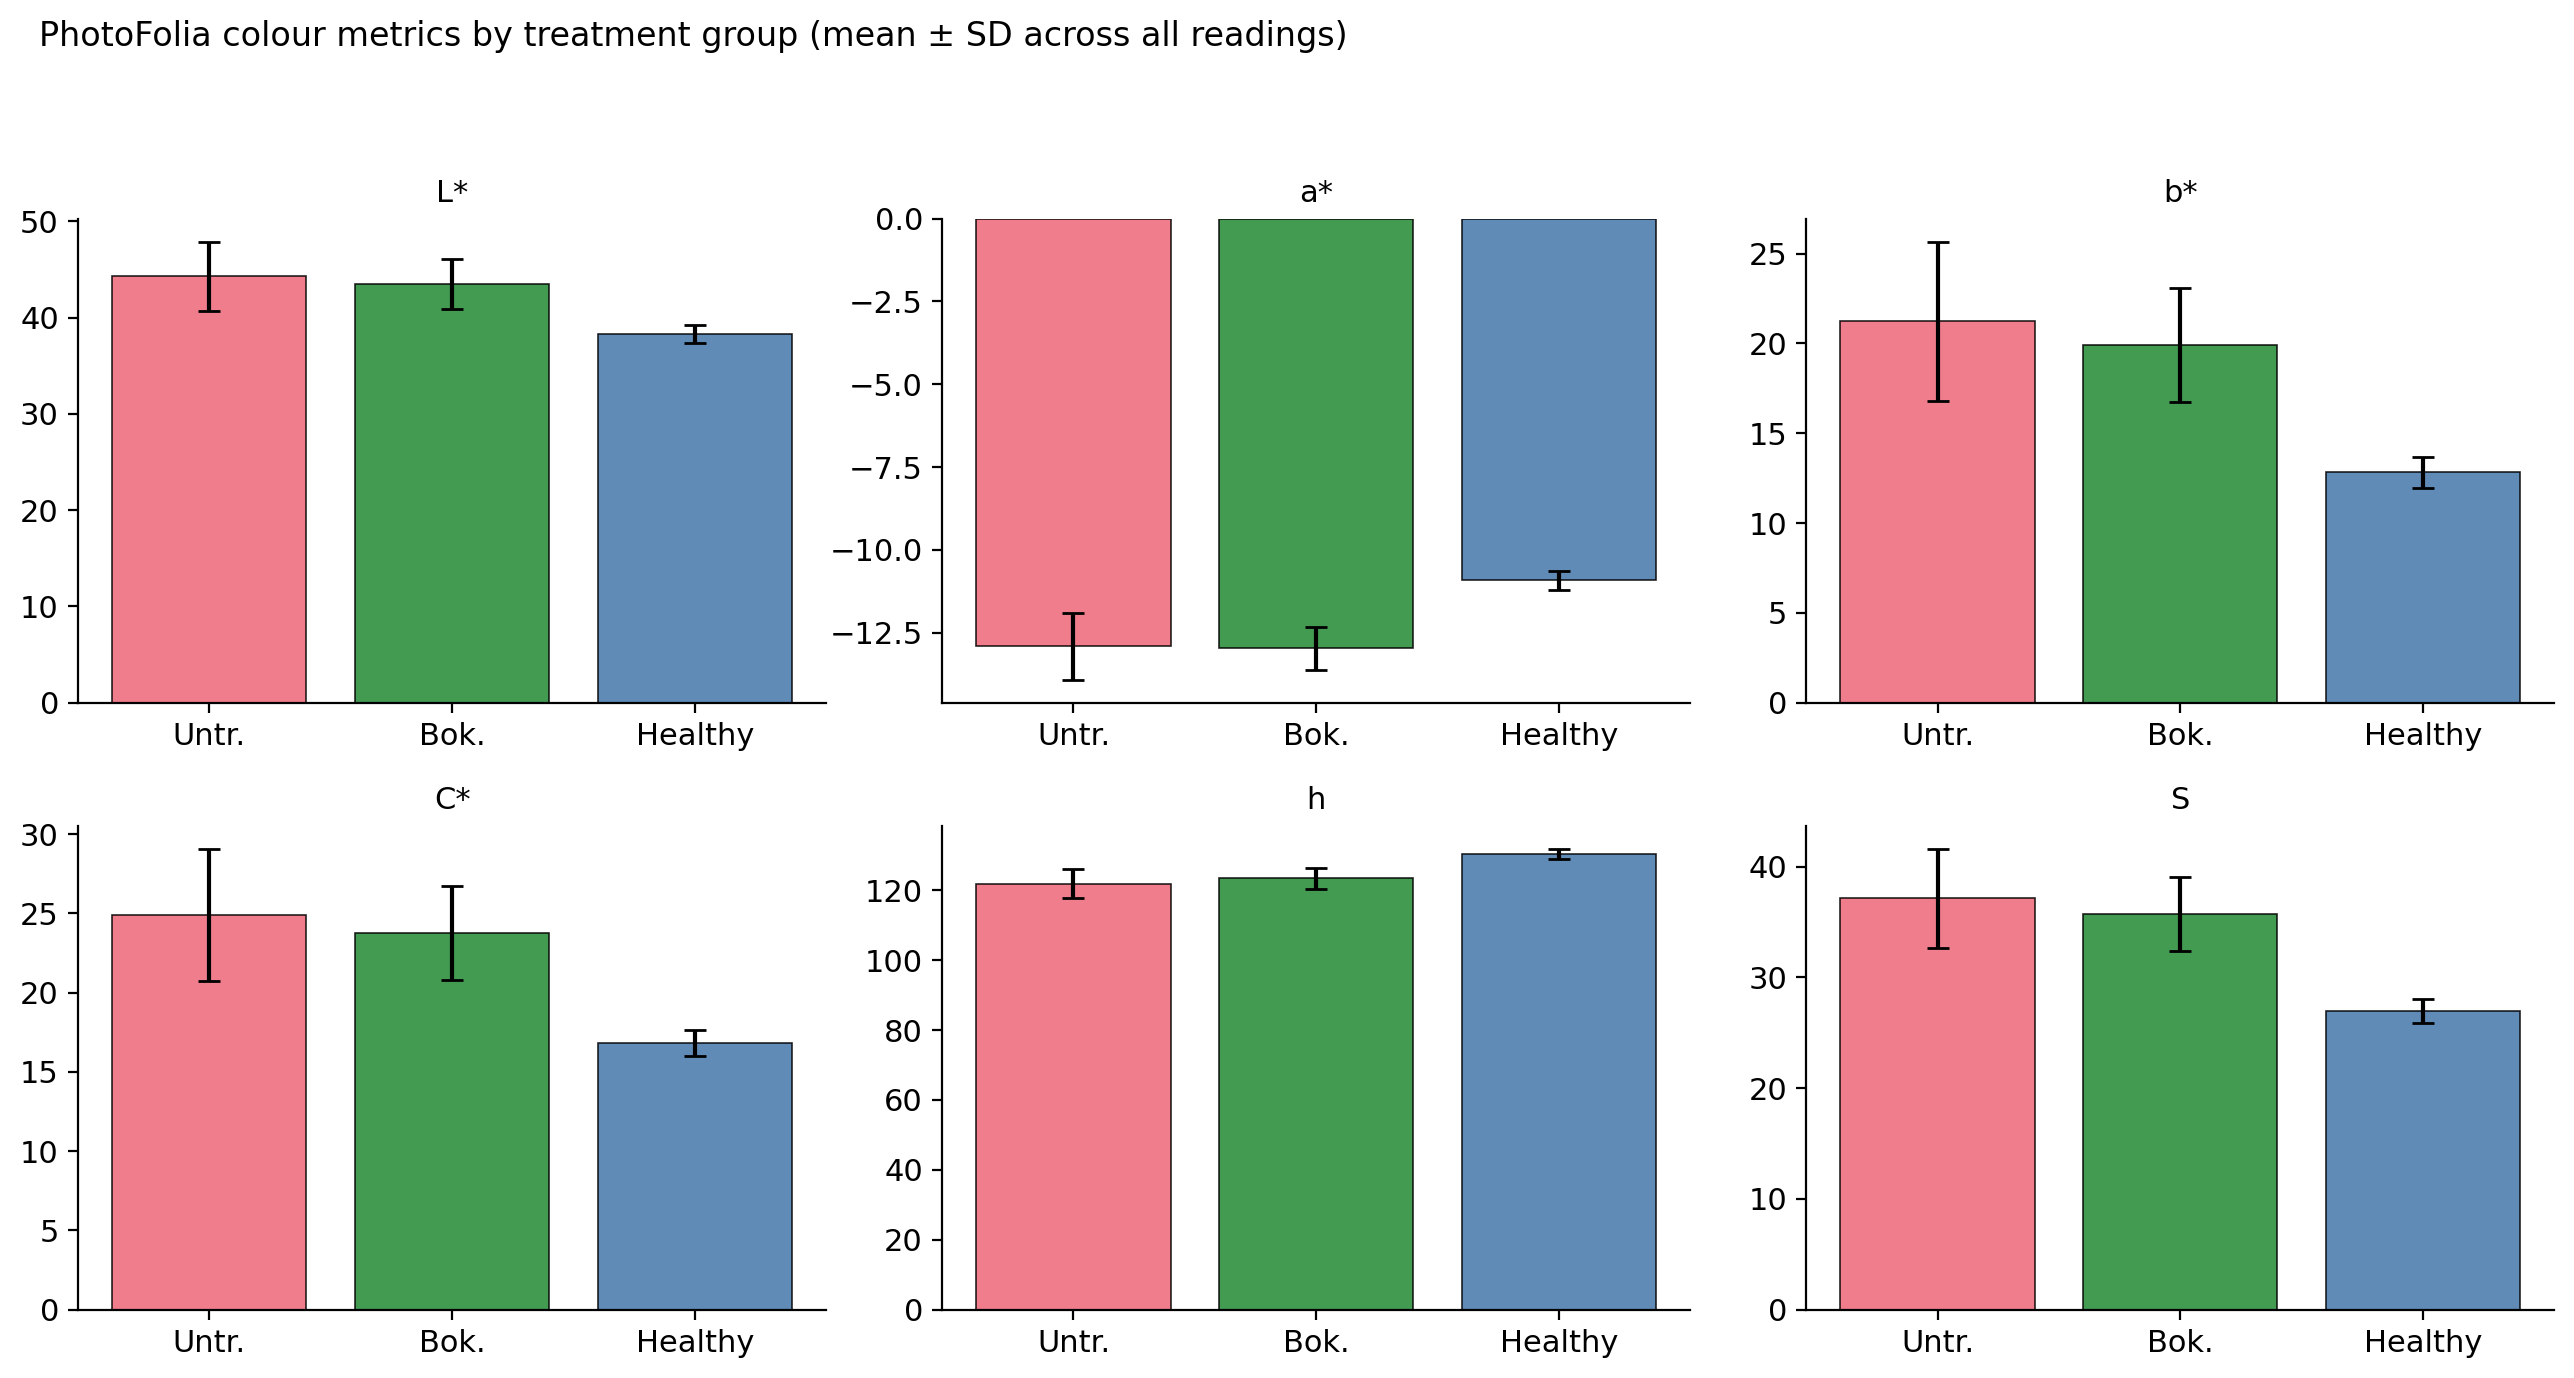 PhotoFolia colour metrics by treatment group (mean ± SD across all readings)
L*
50
40
30
20
10
0
Untr. Bok. Healthy
a*
0.0
−2.5
−5.0
−7.5
−10.0
−12.5
Untr. Bok. Healthy
b*
25
20
15
10
5
0
Untr. Bok. Healthy
C*
30
25
20
15
10
5
0
Untr. Bok. Healthy
h
120
100
80
60
40
20
0
Untr. Bok. Healthy
S
40
30
20
10
0
Untr. Bok. Healthy